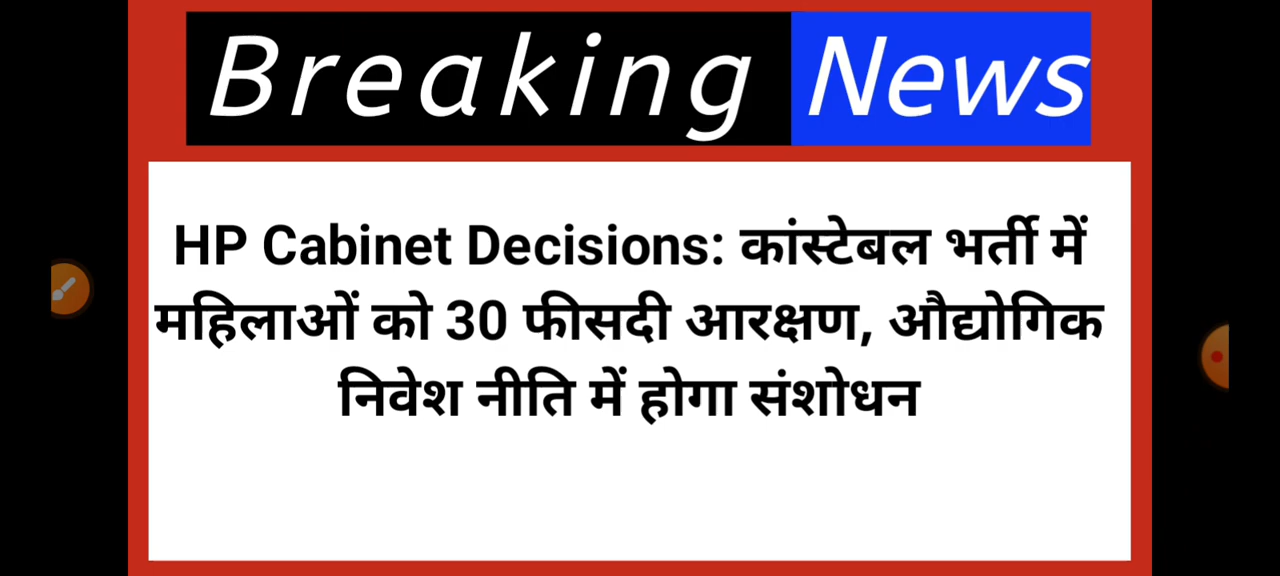 Breaking News
HP Cabinet Decisions: कांस्टेबल भर्ती में
महिलाओं को 30 फीसदी आरक्षण, औद्योगिक
निवेश नीति में होगा संशोधन